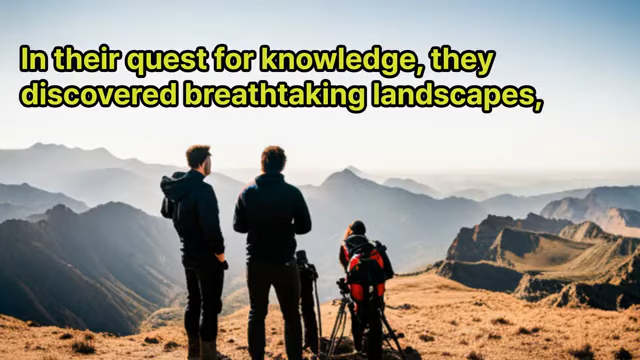 In their quest for knowledge, they
discovered breathtaking landscapes,